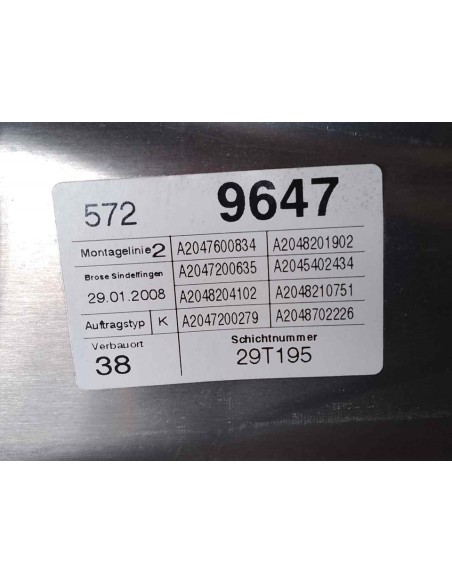 572 9647
Montagelinie 2 A2047600834 A2048201902
Brose Sindelfingen A2047200635 A2045402434
29.01.2008 A2048204102 A2048210751
Auftragstyp K A2047200279 A2048702226
Verbauort Schichtnummer
38 29T195